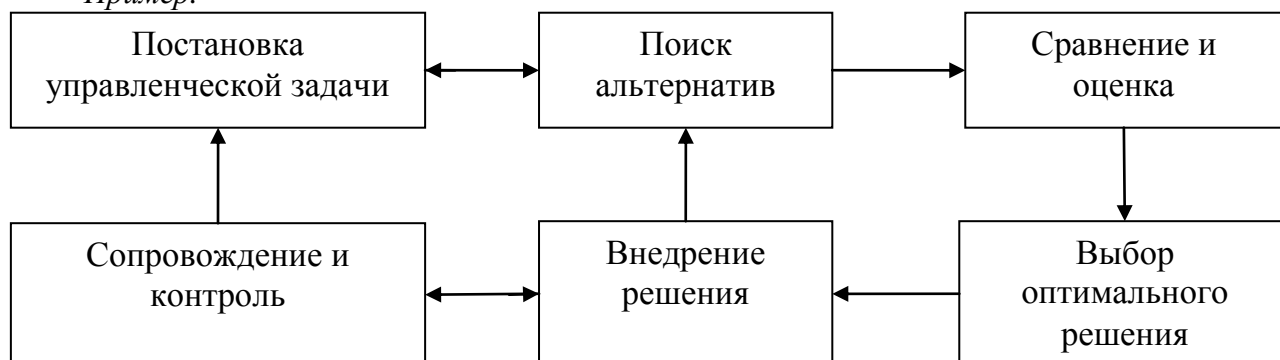 Пример:
Постановка
управленческой задачи
Поиск
альтернатив
Сравнение и
оценка
Сопровождение и
контроль
Внедрение
решения
Выбор
оптимального
решения